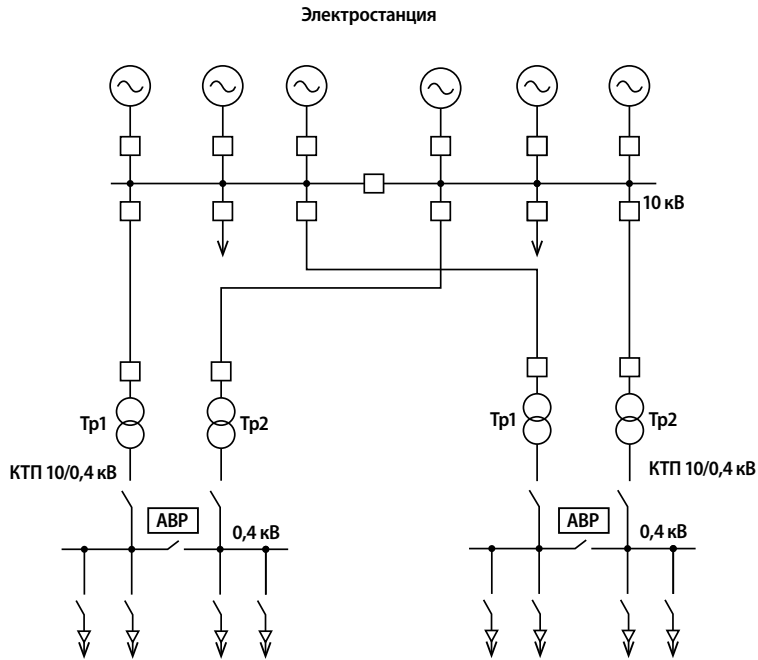 Электростанция
10 кВ
Тр1
Тр2
Тр1
Тр2
КТП 10/0,4 кВ
КТП 10/0,4 кВ
АВР
0,4 кВ
АВР
0,4 кВ